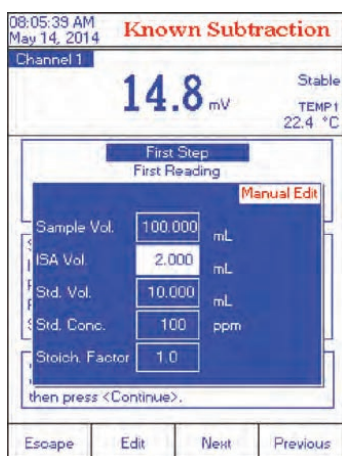 08:05:39 AM
May 14, 2014
Known Subtraction
Channel 1
14.8 mV
Stable
TEMP1
22.4 °C
First Step
First Reading
Manual Edit
Sample Vol. 100.000 mL
ISA Vol. 2.000 mL
Std. Vol. 10.000 mL
Std. Conc. 100 ppm
Stoich. Factor 1.0
then press <Continue>.
Escape Edit Next Previous